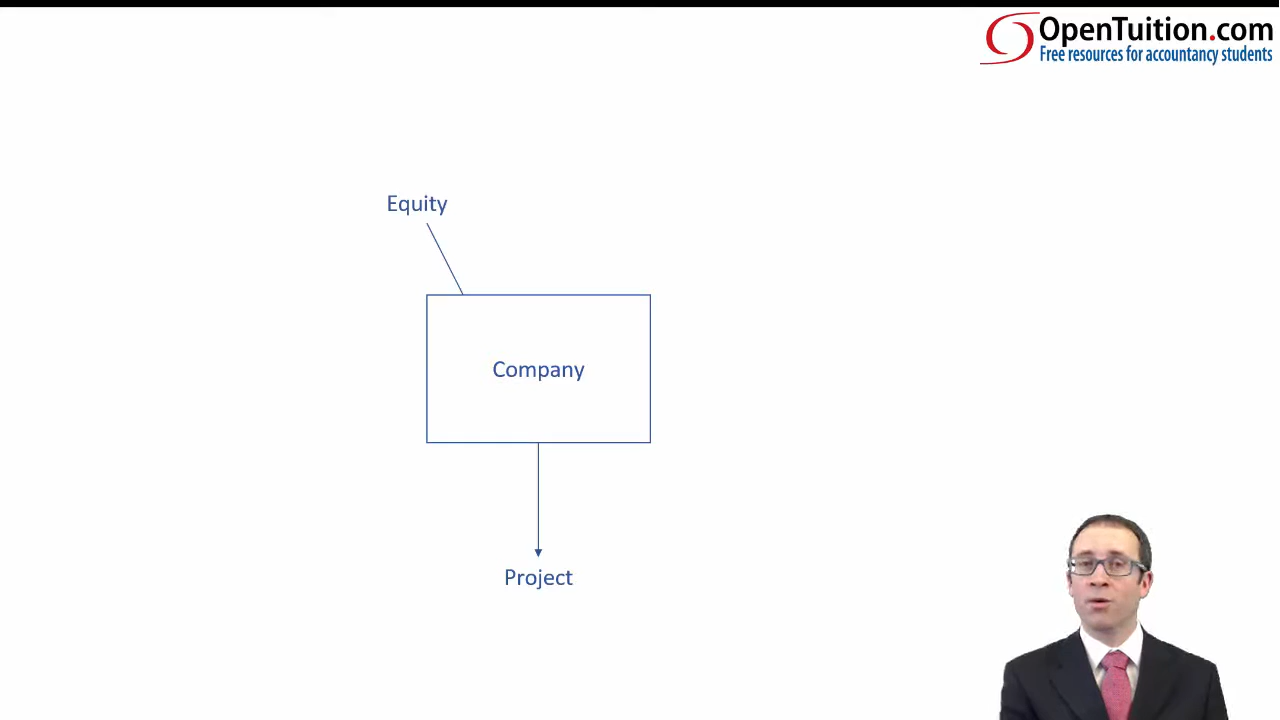 OpenTuition.com
Free resources for accountancy students
Equity
Company
Project